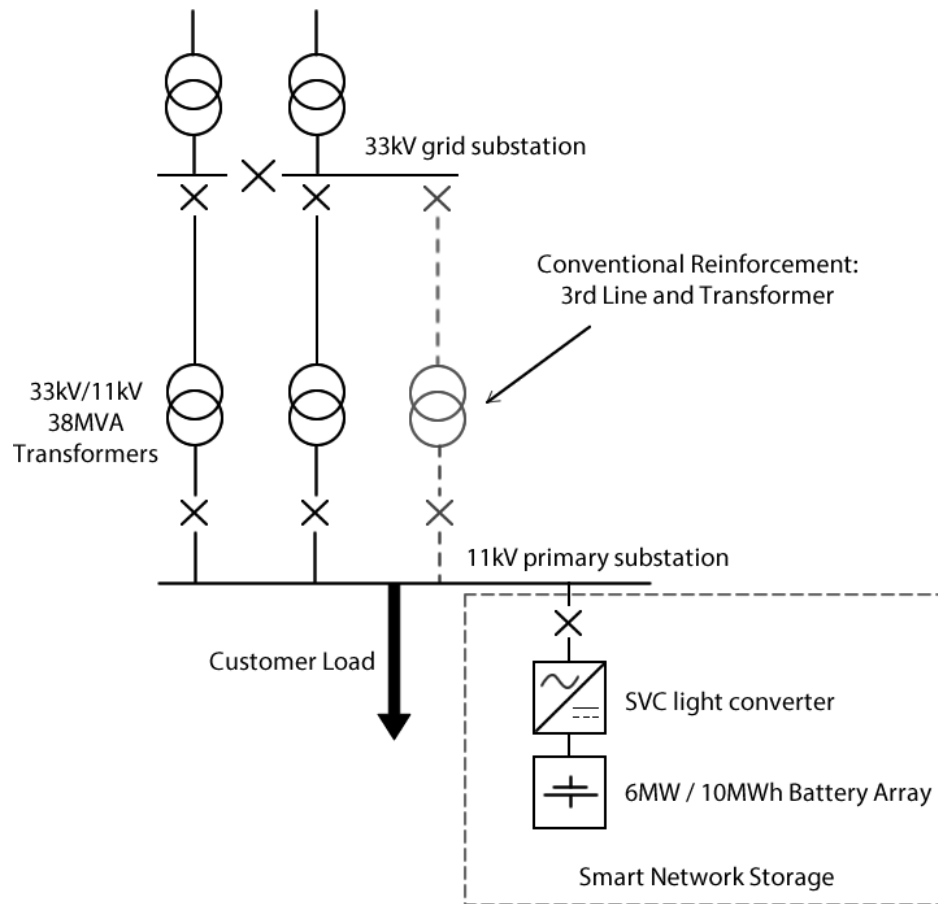 33kV grid substation
Conventional Reinforcement:
3rd Line and Transformer
33kV/11kV
38MVA
Transformers
11kV primary substation
Customer Load
SVC light converter
6MW / 10MWh Battery Array
Smart Network Storage